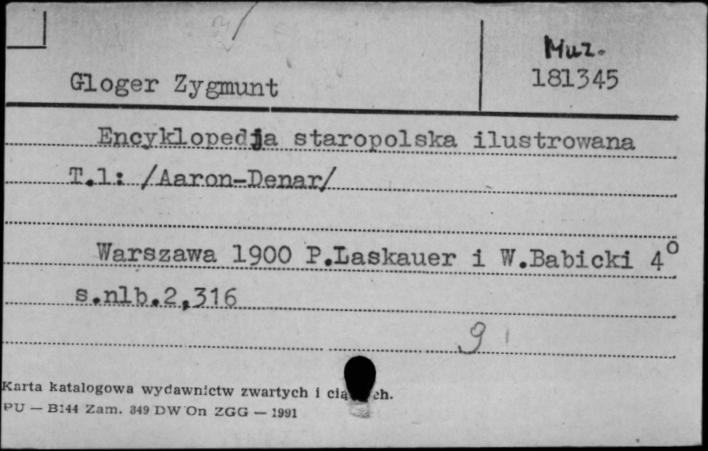 Muz.
Gloger Zygmunt 181345
Encyklopedja staropolska ilustrowana
T.1: /Aaron-Denar/
Warszawa 1900 P.Laskauer i W.Babicki 4°
s.nlb.2,316
9
Karta katalogowa wydawnictw zwartych i
PU — B144 Zam. 349 DW On ZGG — 1991